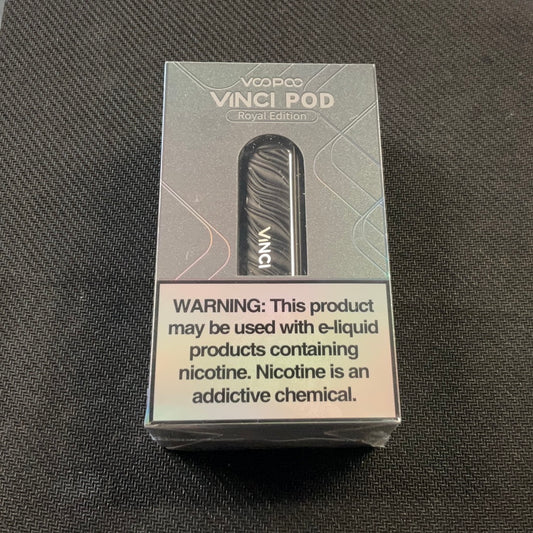 VOOPOO
VINCI POD
Royal Edition
VINCI
WARNING: This product
may be used with e-liquid
products containing
nicotine. Nicotine is an
addictive chemical.